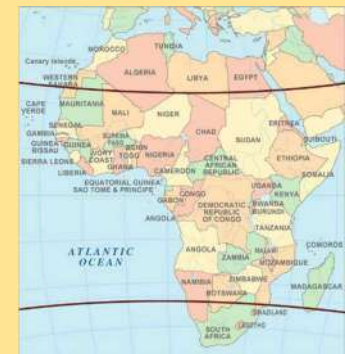 TUNISIA
MOROCCO
Canary Islands
ALGERIA
LIBYA
EGYPT
WESTERN
SAHARA
MAURITANIA
CAPE
VERDE
MALI
NIGER
CHAD
SUDAN
ERITREA
SENEGAL
GAMBIA
GUINEA
BISSAU
GUINEA
BURKINA
FASO
BENIN
DJIBOUTI
SIERRA LEONE
IVORY
COAST
TOGO
NIGERIA
GHANA
LIBERIA
CENTRAL
AFRICAN
REPUBLIC
ETHIOPIA
SOMALIA
CAMEROON
EQUATORIAL GUINEA
SAO TOME & PRINCIPE
UGANDA
KENYA
CONGO
GABON
DEMOCRATIC
REPUBLIC
OF CONGO
RWANDA
BURUNDI
ANGOLA
TANZANIA
ATLANTIC
OCEAN
ANGOLA
COMOROS
MALAWI
ZAMBIA
MOZAMBIQUE
ZIMBABWE
MADAGASCAR
NAMIBIA
BOTSWANA
LESOTHO
SOUTH
AFRICA